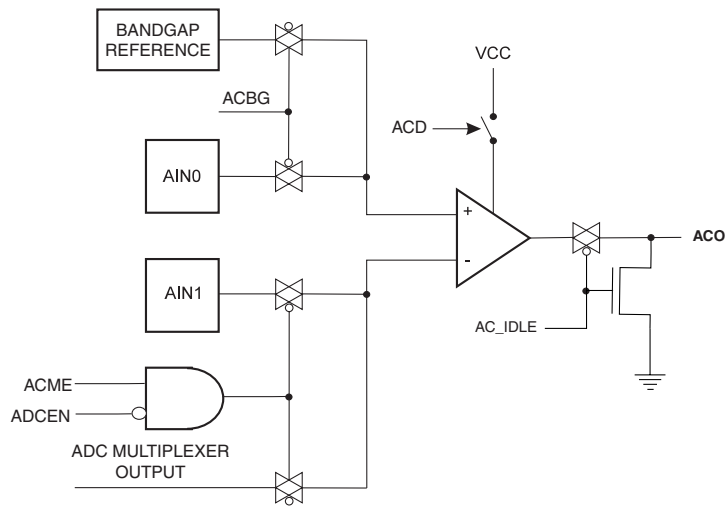 BANDGAP
REFERENCE
ACBG
VCC
ACD
AIN0
+
-
ACO
AIN1
AC_IDLE
ACME
ADCEN
ADC MULTIPLEXER
OUTPUT